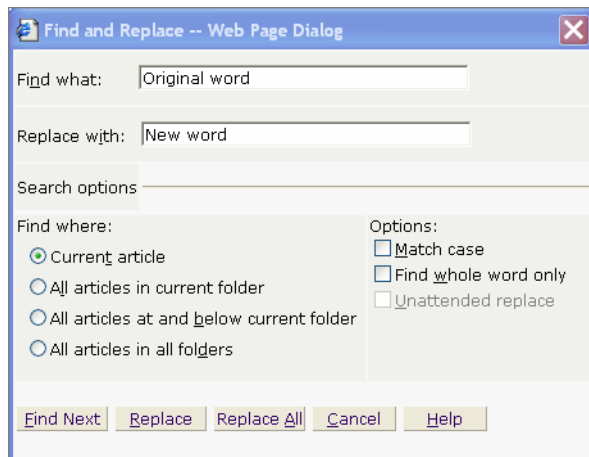 Find and Replace -- Web Page Dialog
Find what: Original word
Replace with: New word
Search options
Find where:
Current article
All articles in current folder
All articles at and below current folder
All articles in all folders
Options:
Match case
Find whole word only
Unattended replace
Find Next Replace Replace All Cancel Help